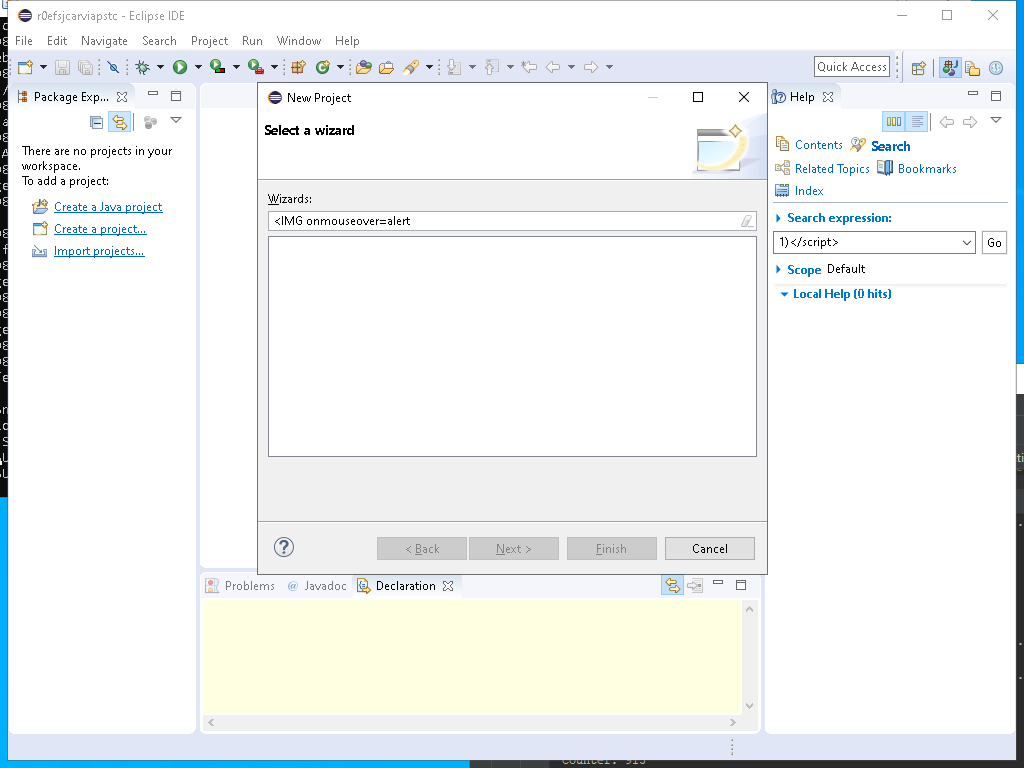 r0efsjcarviapstc - Eclipse IDE
File Edit Navigate Search Project Run Window Help
Quick Access
Package Exp...
There are no projects in your
workspace.
To add a project:
Create a Java project
Create a project...
Import projects...
New Project
Select a wizard
Wizards:
<IMG onmouseover=alert
< Back
Next >
Finish
Cancel
Help
Contents
Search
Related Topics
Bookmarks
Index
Search expression:
1)</script>
Go
Scope Default
Local Help (0 hits)
Problems
@ Javadoc
Declaration